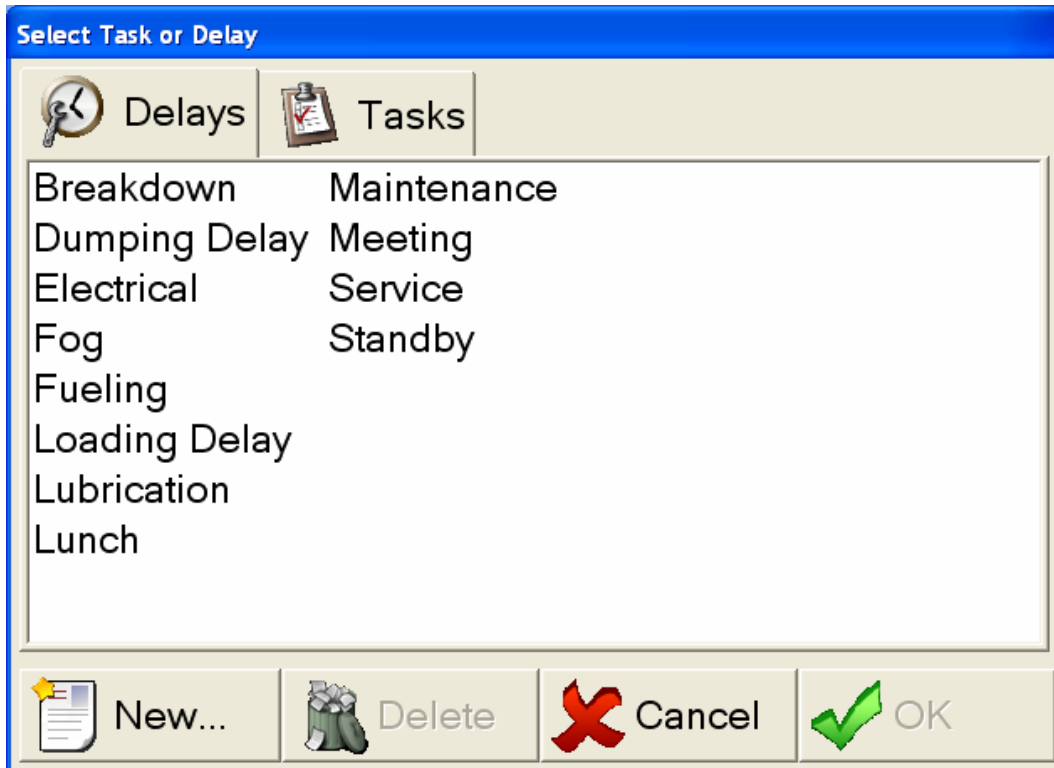 Select Task or Delay
Delays
Tasks
Breakdown
Dumping Delay
Electrical
Fog
Fueling
Loading Delay
Lubrication
Lunch
Maintenance
Meeting
Service
Standby
New...
Delete
Cancel
OK